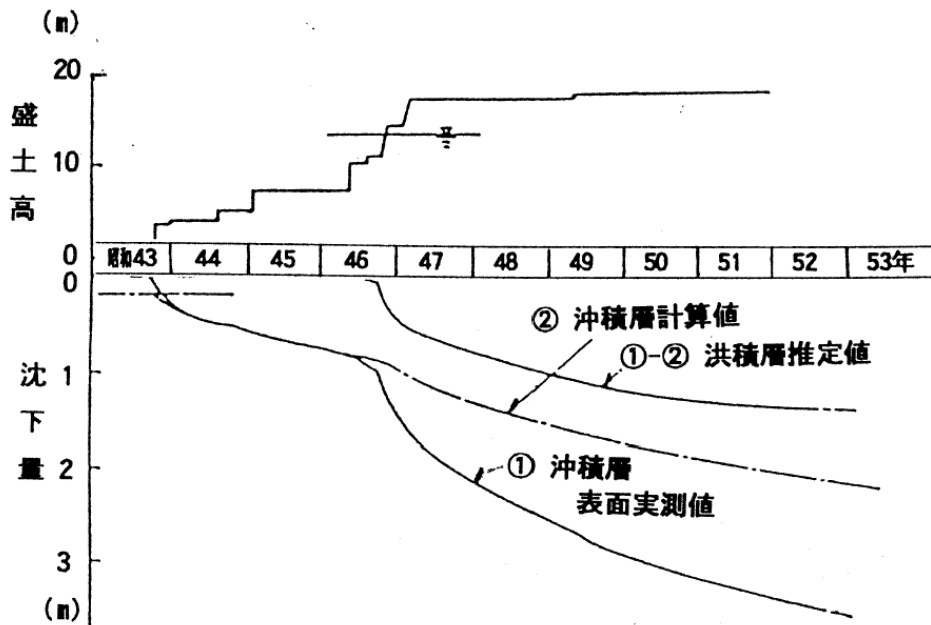 (m)
20
盛
土
高
10
0
昭和43 44 45 46 47 48 49 50 51 52 53年
0
② 沖積層計算値
①-② 洪積層推定値
沈
下
量
1
2
① 沖積層
表面実測値
3
(m)